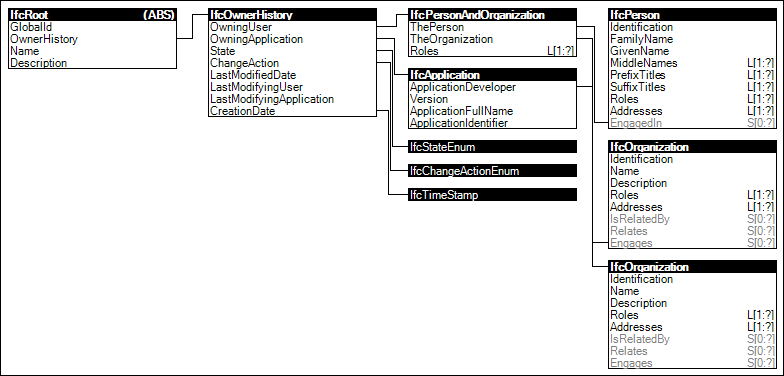 IfcRoot (ABS)
GlobalId
OwnerHistory
Name
Description
IfcOwnerHistory
OwningUser
OwningApplication
State
ChangeAction
LastModifiedDate
LastModifyingUser
LastModifyingApplication
CreationDate
IfcPersonAndOrganization
ThePerson
TheOrganization
Roles L[1:?]
IfcApplication
ApplicationDeveloper
Version
ApplicationFullName
ApplicationIdentifier
IfcStateEnum
IfcChangeActionEnum
IfcTimeStamp
IfcPerson
Identification
FamilyName
GivenName
MiddleNames L[1:?]
PrefixTitles L[1:?]
SuffixTitles L[1:?]
Roles L[1:?]
Addresses L[1:?]
EngagedIn S[0:?]
IfcOrganization
Identification
Name
Description
Roles L[1:?]
Addresses L[1:?]
IsRelatedBy S[0:?]
Relates S[0:?]
Engages S[0:?]
IfcOrganization
Identification
Name
Description
Roles L[1:?]
Addresses L[1:?]
IsRelatedBy S[0:?]
Relates S[0:?]
Engages S[0:?]